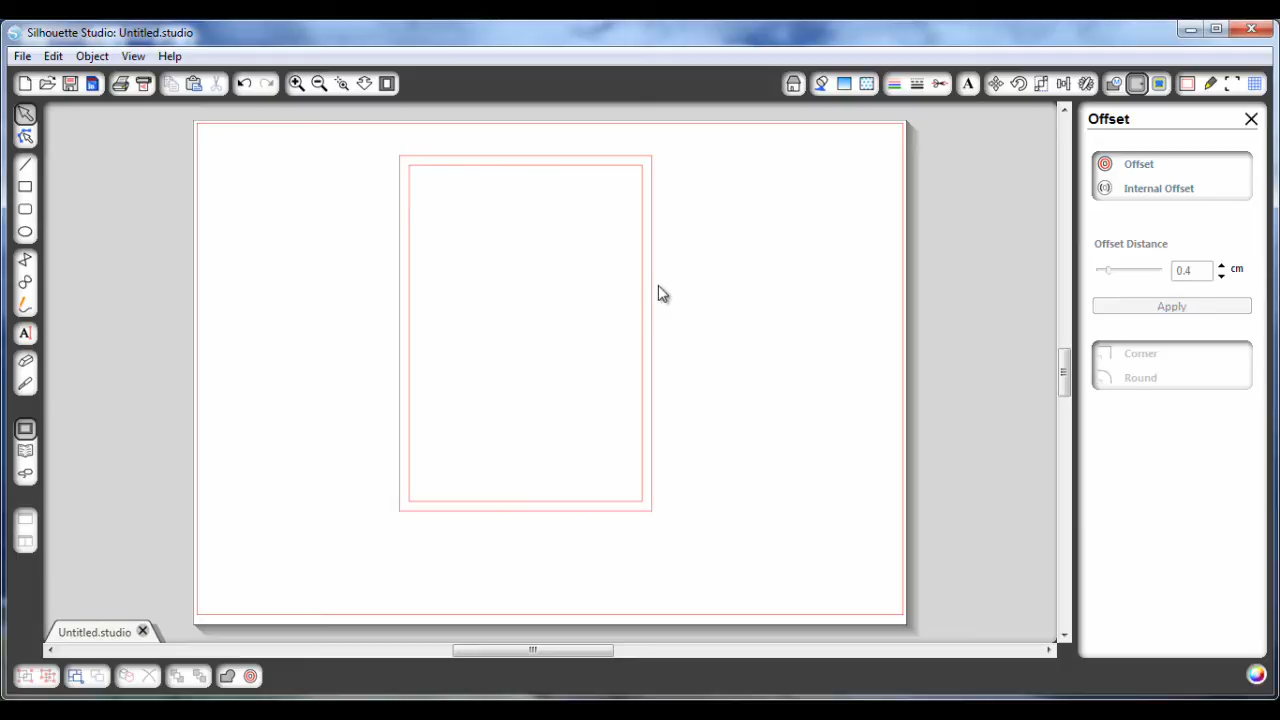 Silhouette Studio: Untitled.studio
File Edit Object View Help
A
Offset
Offset
Internal Offset
Offset Distance
0.4 cm
Apply
Corner
Round
A
Untitled.studio